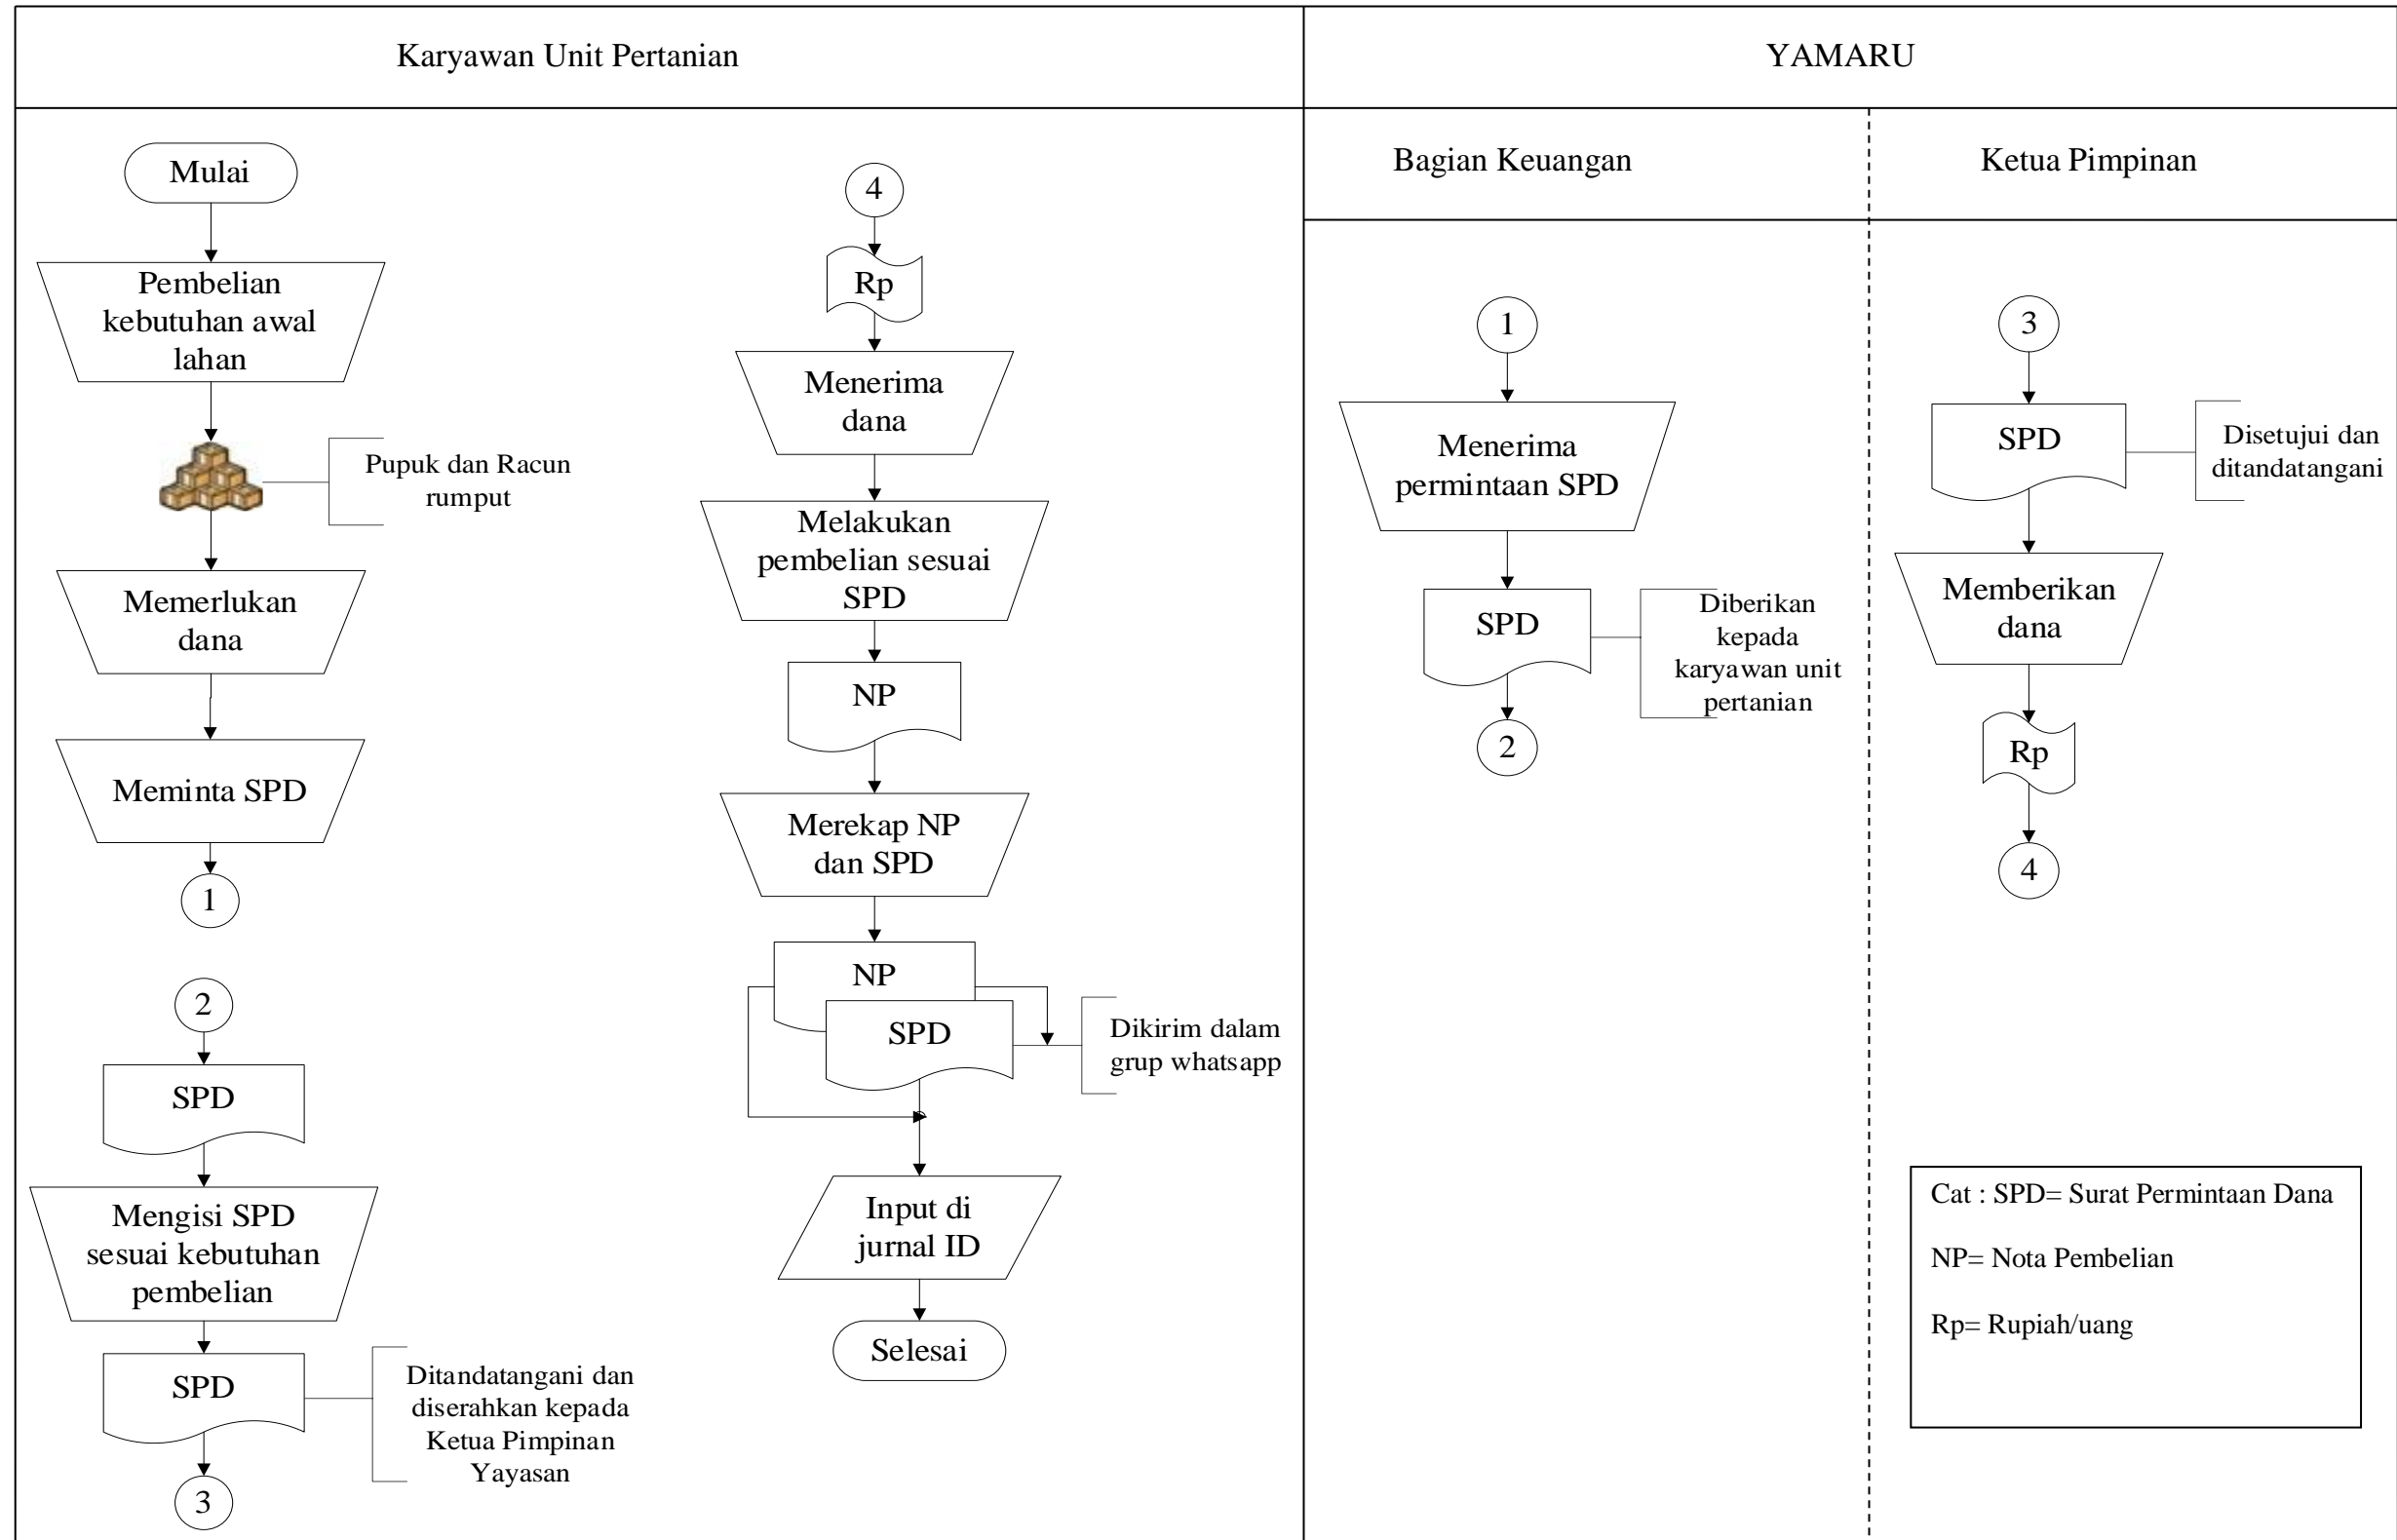 Karyawan Unit Pertanian
YAMARU
Bagian Keuangan
Ketua Pimpinan
Mulai
Pembelian
kebutuhan awal
lahan
Pupuk dan Racun
rumput
Memerlukan
dana
Meminta SPD
1
2
SPD
Mengisi SPD
sesuai kebutuhan
pembelian
SPD
Ditandatangani dan
diserahkan kepada
Ketua Pimpinan
Yayasan
3
4
Rp
Menerima
dana
Melakukan
pembelian sesuai
SPD
NP
Merekap NP
dan SPD
NP
SPD
Dikirim dalam
grup whatsapp
Input di
jurnal ID
Selesai
1
Menerima
permintaan SPD
SPD
Diberikan
kepada
karyawan unit
pertanian
2
3
SPD
Disetujui dan
ditandatangani
Memberikan
dana
Rp
4
Cat : SPD= Surat Permintaan Dana
NP= Nota Pembelian
Rp= Rupiah/uang